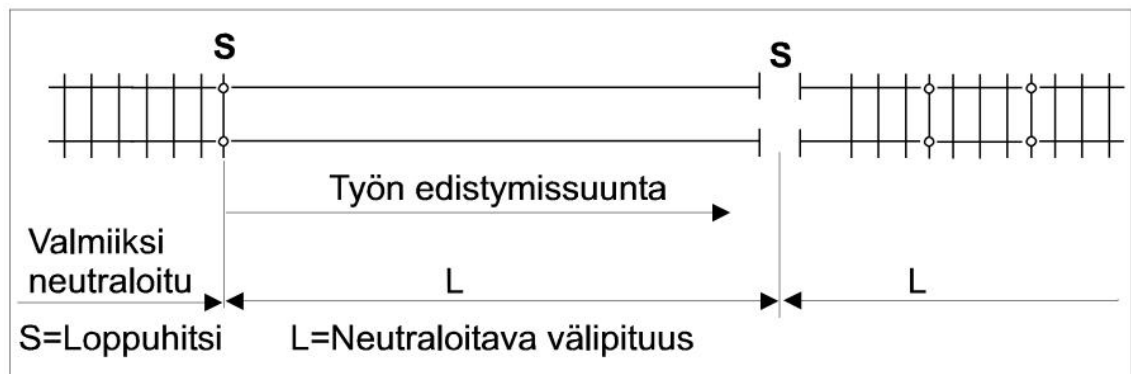 S
S
Työn edistymissuunta
Valmiiksi
neutraloitu
L
L
S=Loppuhitsi
L=Neutraloitava välipituus